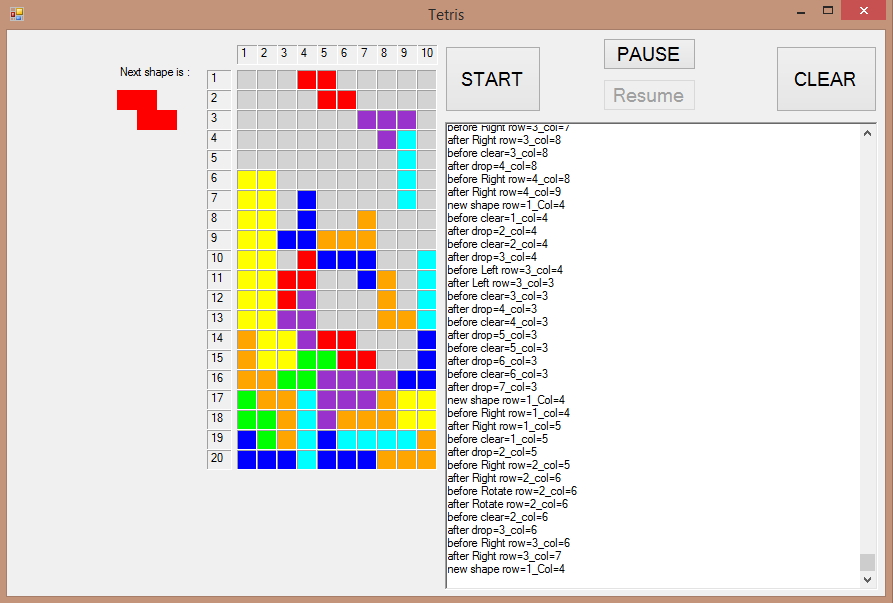 Tetris
1 2 3 4 5 6 7 8 9 10
START
PAUSE
Resume
CLEAR
Next shape is :
1
2
3
4
5
6
7
8
9
10
11
12
13
14
15
16
17
18
19
20
before Right row=3_col=7
after Right row=3_col=8
before clear=3_col=8
after drop=4_col=8
before Right row=4_col=8
after Right row=4_col=9
new shape row=1_Col=4
before clear=1_col=4
after drop=2_col=4
before clear=2_col=4
after drop=3_col=4
before Left row=3_col=4
after Left row=3_col=3
before clear=3_col=3
after drop=4_col=3
before clear=4_col=3
after drop=5_col=3
before clear=5_col=3
after drop=6_col=3
before clear=6_col=3
after drop=7_col=3
new shape row=1_Col=4
before Right row=1_col=4
after Right row=1_col=5
before clear=1_col=5
after drop=2_col=5
before Right row=2_col=5
after Right row=2_col=6
before Rotate row=2_col=6
after Rotate row=2_col=6
before clear=2_col=6
after drop=3_col=6
before Right row=3_col=6
after Right row=3_col=7
new shape row=1_Col=4